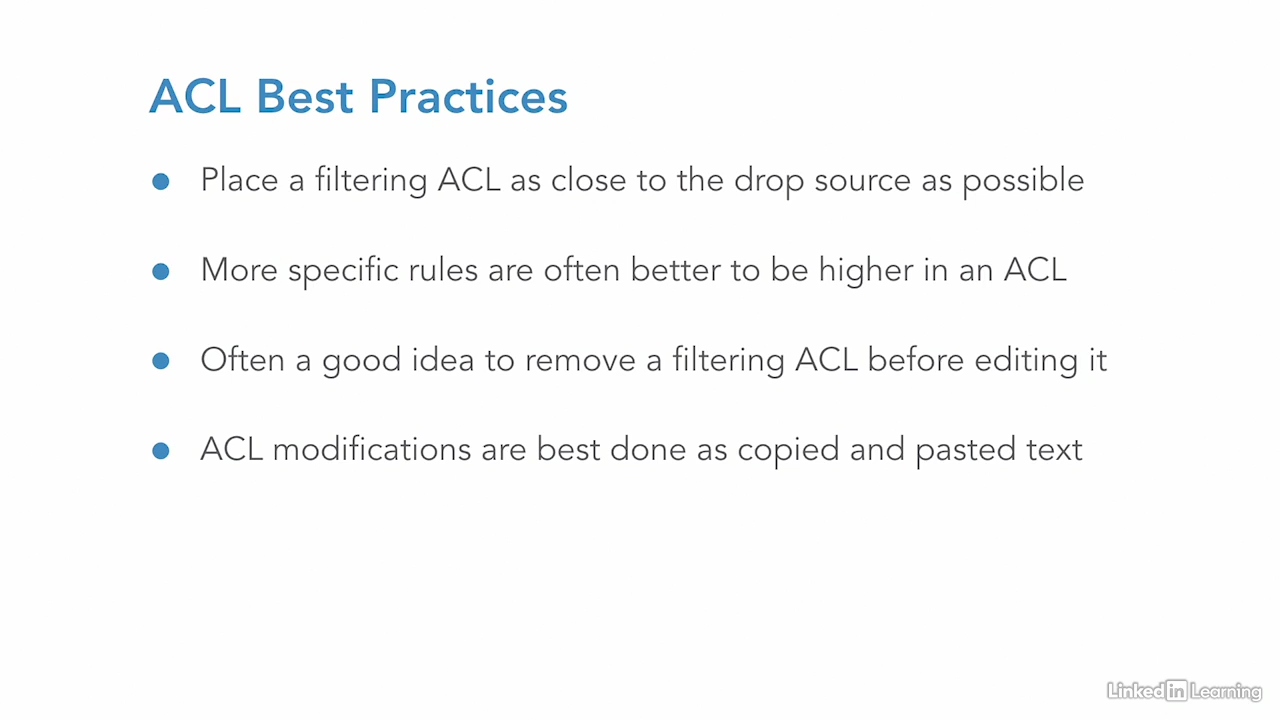 ACL Best Practices
● Place a filtering ACL as close to the drop source as possible
● More specific rules are often better to be higher in an ACL
● Often a good idea to remove a filtering ACL before editing it
● ACL modifications are best done as copied and pasted text
Linked in Learning